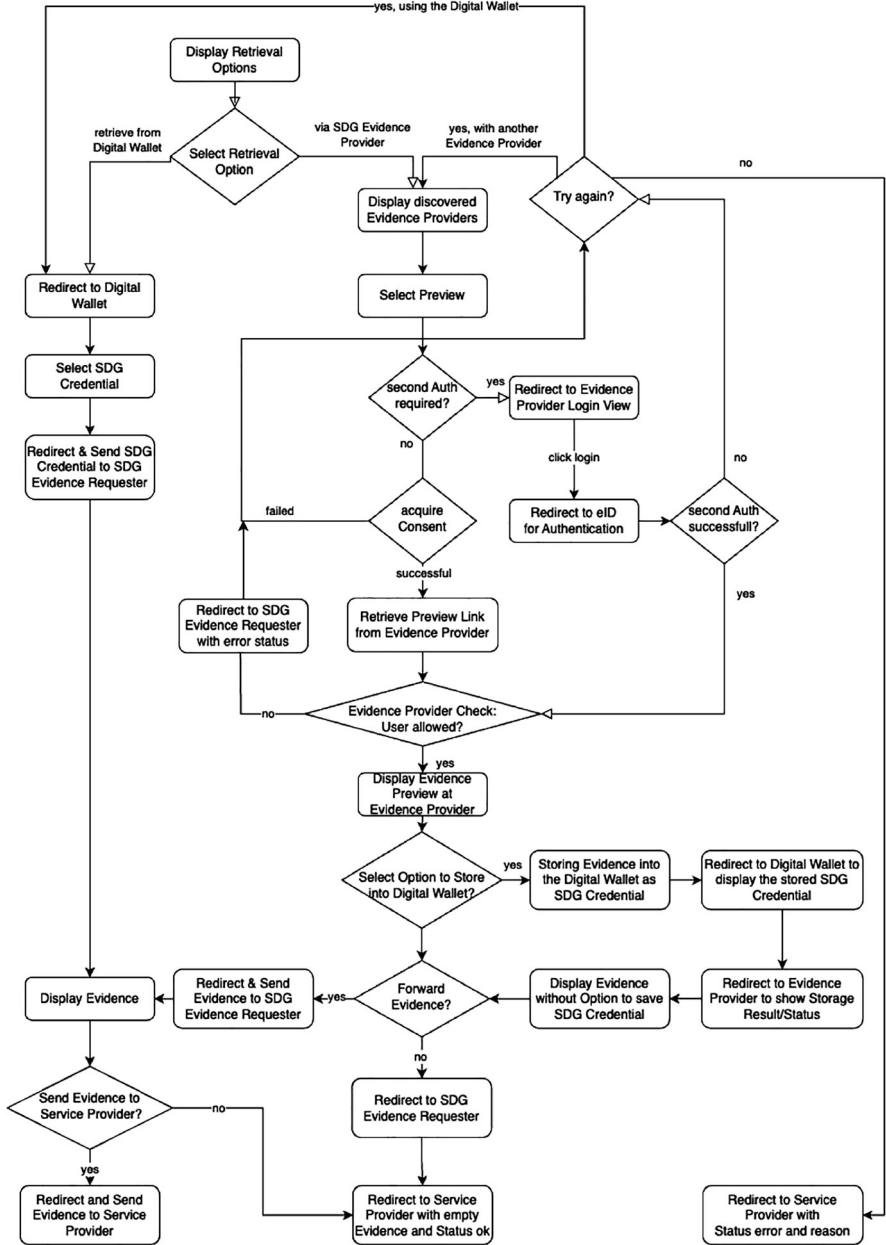 yes, using the Digital Wallet
Display Retrieval
Options
retrieve from
Digital Wallet
Select Retrieval
Option
via SDG Evidence
Provider
yes, with another
Evidence Provider
no
Try again?
Display discovered
Evidence Providers
Redirect to Digital
Wallet
Select Preview
Select SDG
Credential
second Auth
required?
yes
Redirect to Evidence
Provider Login View
no
click login
no
Redirect & Send SDG
Credential to SDG
Evidence Requester
failed
acquire
Consent
Redirect to eID
for Authentication
second Auth
successfull?
successful
yes
Redirect to SDG
Evidence Requester
with error status
Retrieve Preview Link
from Evidence Provider
no
Evidence Provider Check:
User allowed?
yes
Display Evidence
Preview at
Evidence Provider
Select Option to Store
into Digital Wallet?
yes
Storing Evidence into
the Digital Wallet as
SDG Credential
Redirect to Digital Wallet to
display the stored SDG
Credential
Display Evidence
Redirect & Send
Evidence to SDG
Evidence Requester
yes
Forward
Evidence?
Display Evidence
without Option to save
SDG Credential
Redirect to Evidence
Provider to show Storage
Result/Status
no
Send Evidence to
Service Provider?
no
Redirect to SDG
Evidence Requester
yes
Redirect and Send
Evidence to Service
Provider
Redirect to Service
Provider with empty
Evidence and Status ok
Redirect to Service
Provider with
Status error and reason